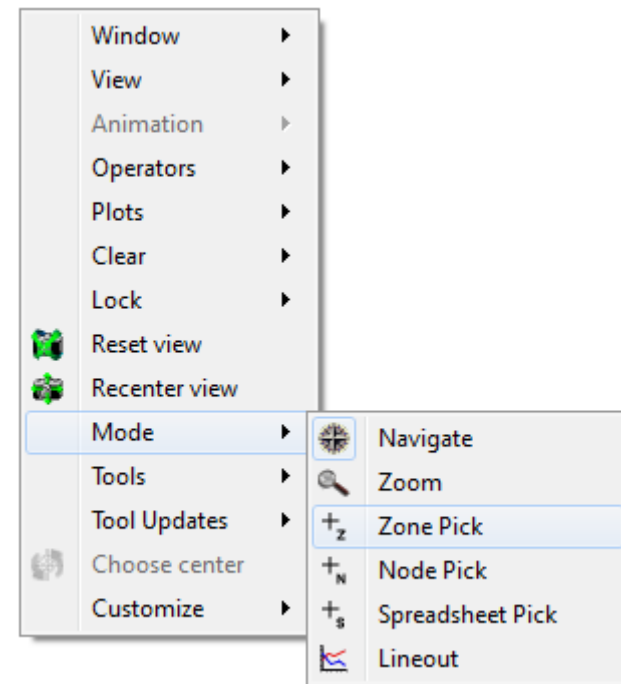 Window
View
Animation
Operators
Plots
Clear
Lock
Reset view
Recenter view
Mode
Tools
Tool Updates
Choose center
Customize
Navigate
Zoom
Z Zone Pick
N Node Pick
S Spreadsheet Pick
Lineout